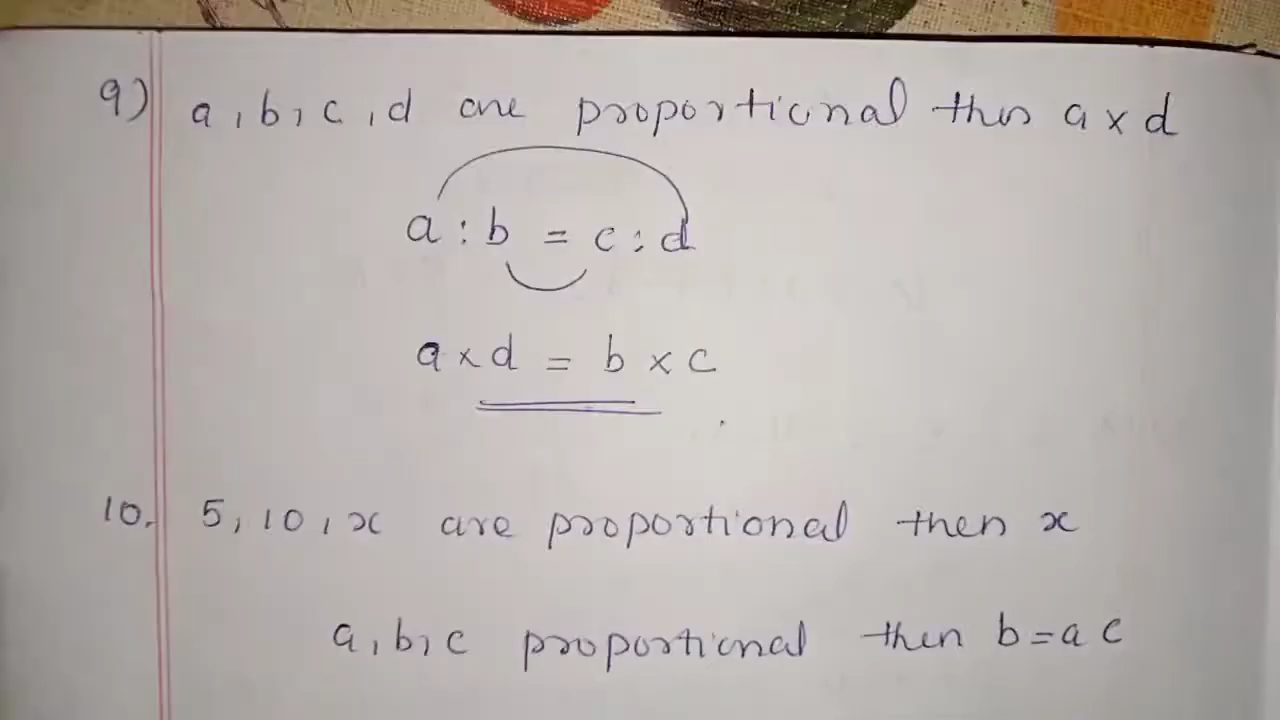 9) a, b, c, d are proportional then a x d
a : b = c : d
a x d = b x c
10. 5, 10, x are proportional then x
a, b, c proportional then b = a c